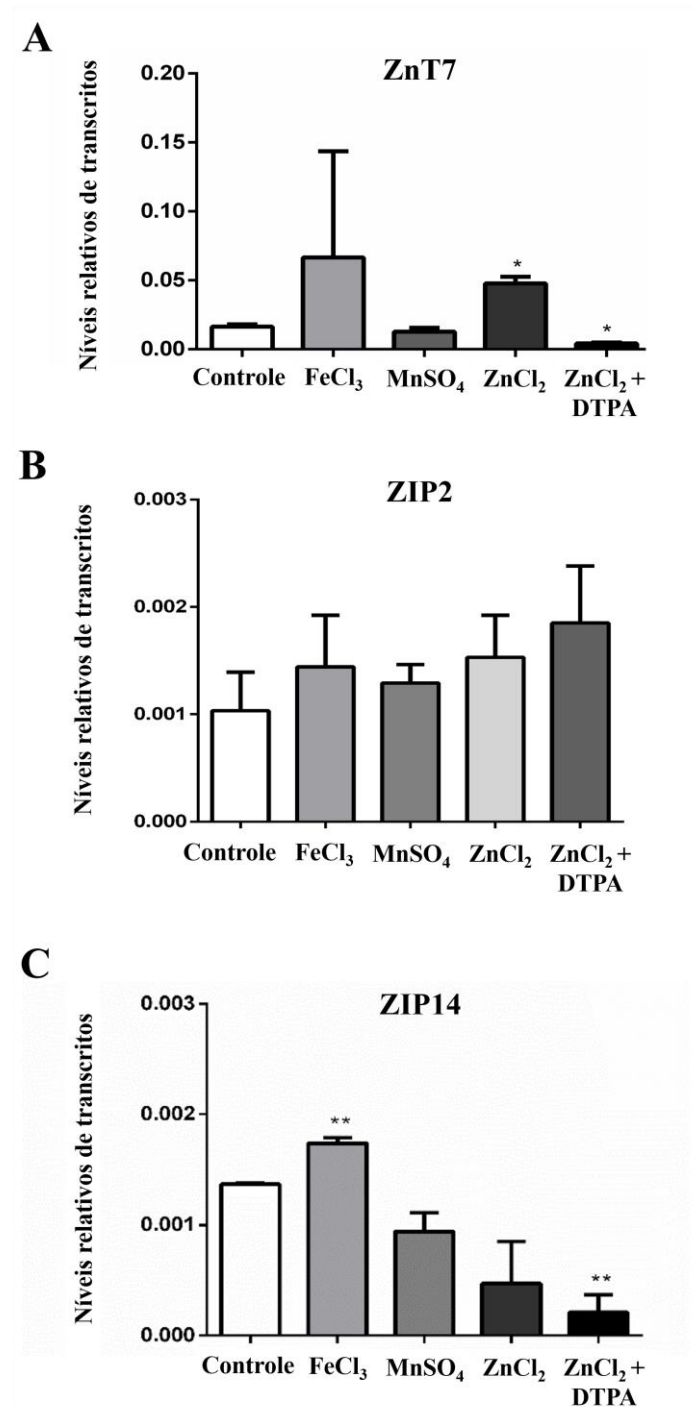 A
ZnT7
Níveis relativos de transcritos
0.20
0.15
0.10
0.05
0.00
*
*
Controle FeCl₃ MnSO₄ ZnCl₂ ZnCl₂ +
DTPA
B
ZIP2
Níveis relativos de transcritos
0.003
0.002
0.001
0.000
Controle FeCl₃ MnSO₄ ZnCl₂ ZnCl₂ +
DTPA
C
ZIP14
Níveis relativos de transcritos
0.003
0.002
0.001
0.000
**
**
Controle FeCl₃ MnSO₄ ZnCl₂ ZnCl₂ +
DTPA